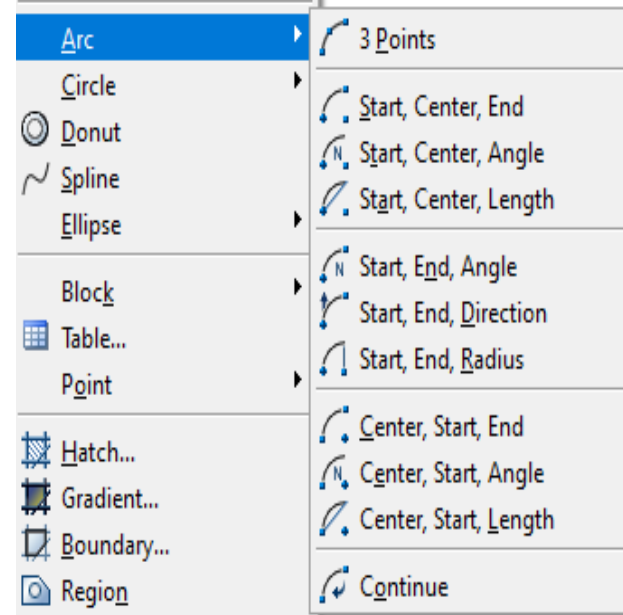 Arc
Circle
Donut
Spline
Ellipse
Block
Table...
Point
Hatch...
Gradient...
Boundary...
Region
3 Points
Start, Center, End
Start, Center, Angle
Start, Center, Length
Start, End, Angle
Start, End, Direction
Start, End, Radius
Center, Start, End
Center, Start, Angle
Center, Start, Length
Continue